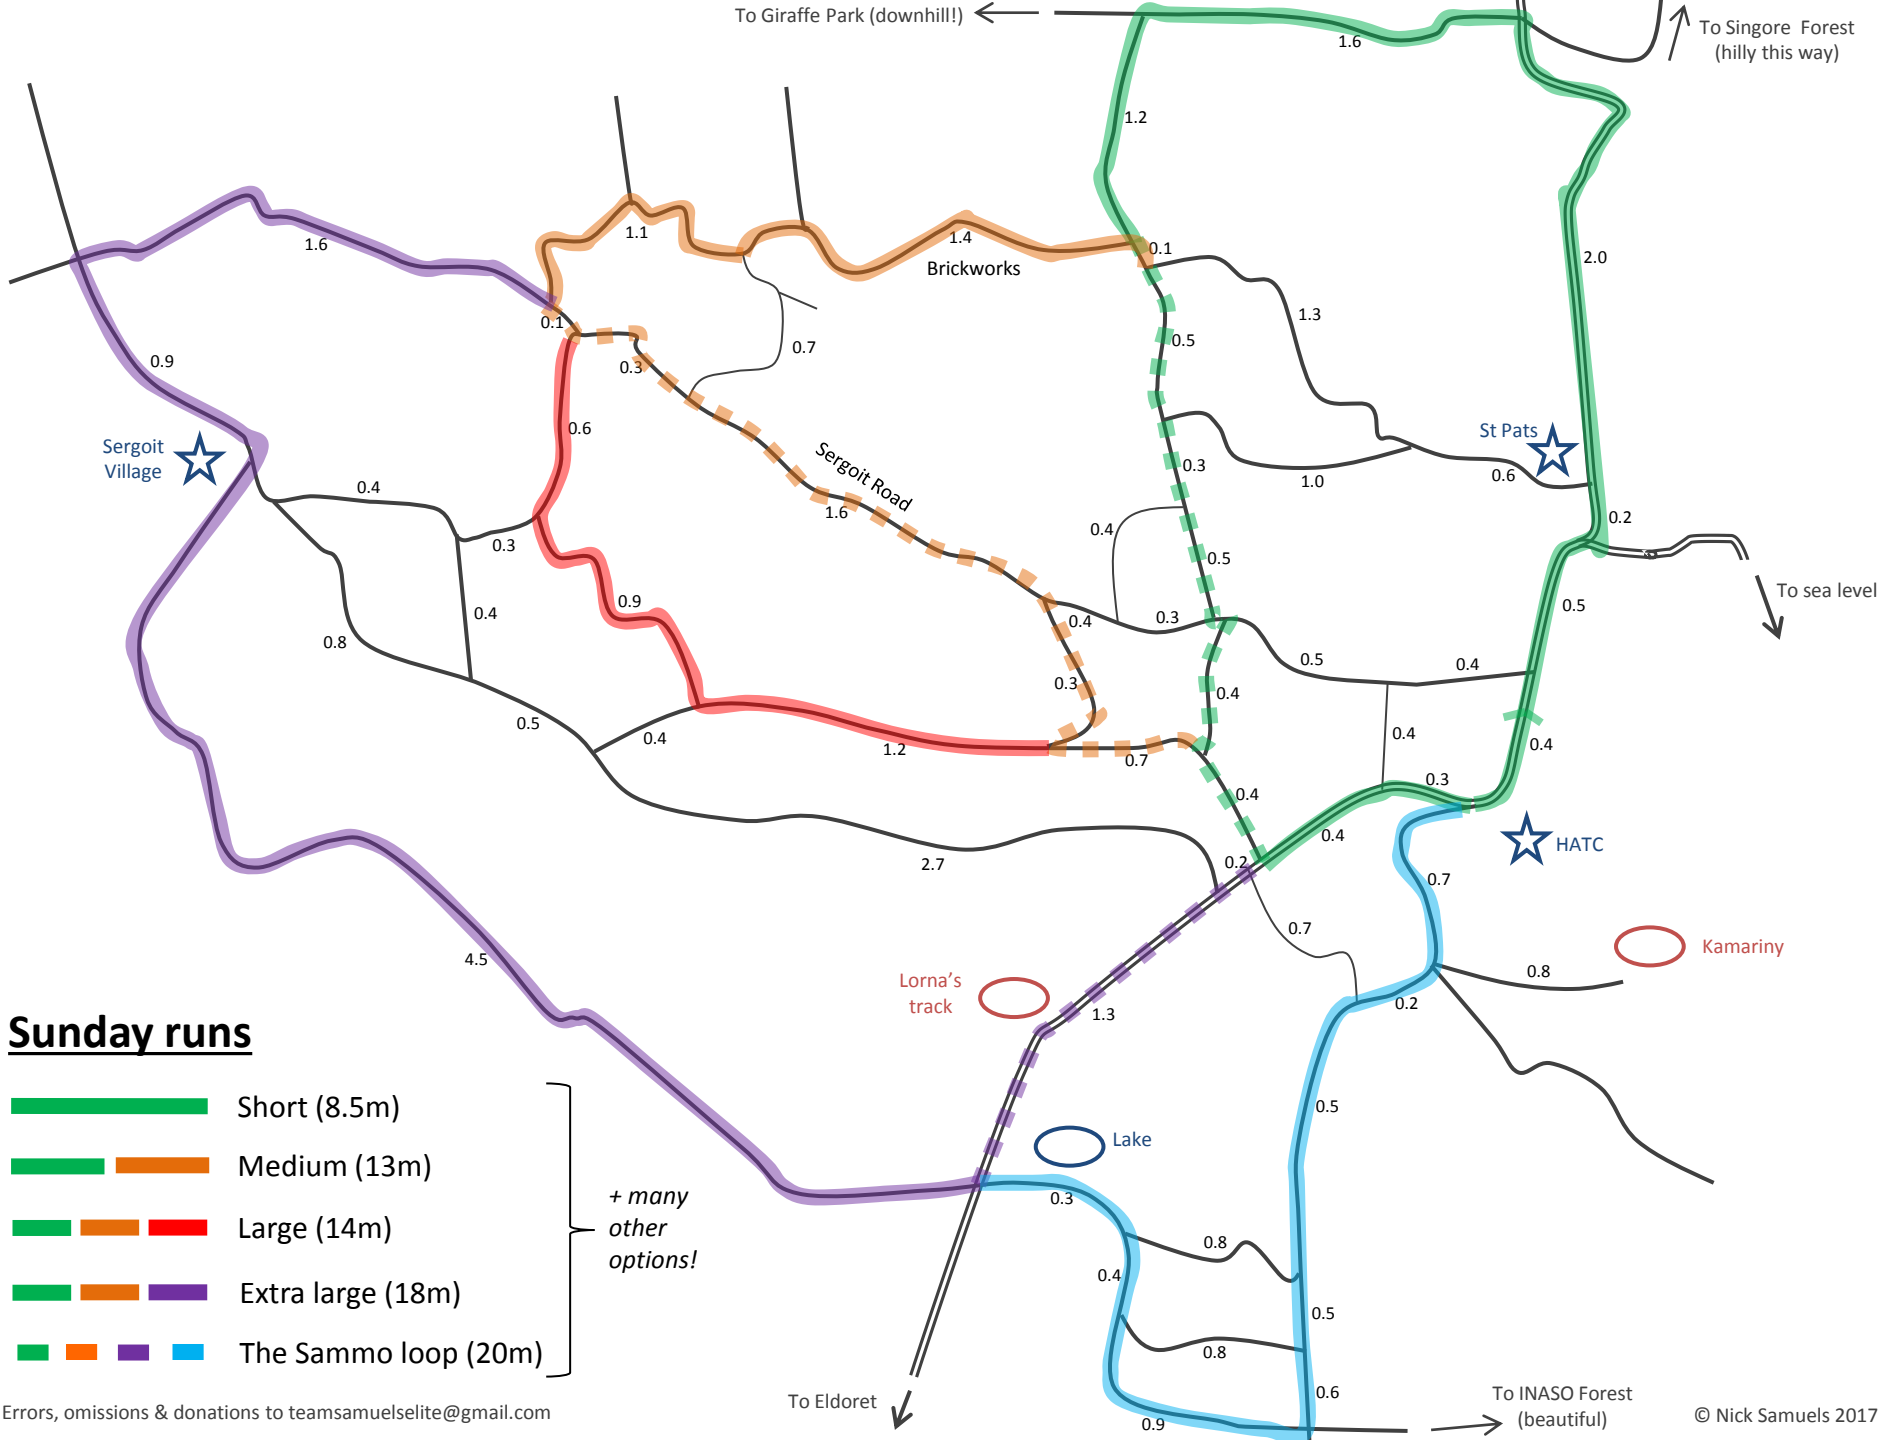 To Giraffe Park (downhill!)
To Singore  Forest
(hilly this way)
1.6
1.2
1.6
1.1
1.4
Brickworks
0.1
2.0
0.1
0.9
0.3
0.7
0.5
1.3
Sergoit
Village
0.6
Sergoit Road
1.6
0.3
1.0
St Pats
0.6
0.4
0.3
0.4
0.5
0.2
To sea level
0.9
0.4
0.8
0.4
0.3
0.5
0.5
0.4
0.3
0.4
0.5
0.4
1.2
0.7
0.4
0.4
0.3
0.4
0.4
HATC
2.7
0.2
0.7
0.7
Kamariny
0.8
4.5
Lorna's
track
1.3
0.2
Sunday runs
Short (8.5m)
Medium (13m)
Large (14m)
Extra large (18m)
The Sammo loop (20m)
+ many
other
options!
Lake
0.5
0.3
0.8
0.4
0.5
0.8
0.6
0.9
To Eldoret
To INASO Forest
(beautiful)
Errors, omissions & donations to teamsamuelselite@gmail.com
© Nick Samuels 2017